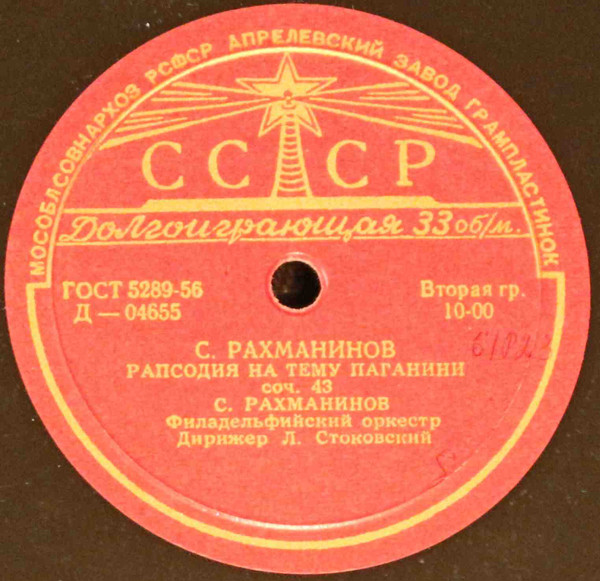 МОСОБЛСОВНАРХОЗ РСФСР АПРЕЛЕВСКИЙ ЗАВОД ГРАМПЛАСТИНОК
СССР
Долгоиграющая 33 об/м.
ГОСТ 5289-56
Д — 04655
Вторая гр.
10-00
С. РАХМАНИНОВ
РАПСОДИЯ НА ТЕМУ ПАГАНИНИ
соч. 43
С. РАХМАНИНОВ
Филадельфийский оркестр
Дирижер Л. Стоковский